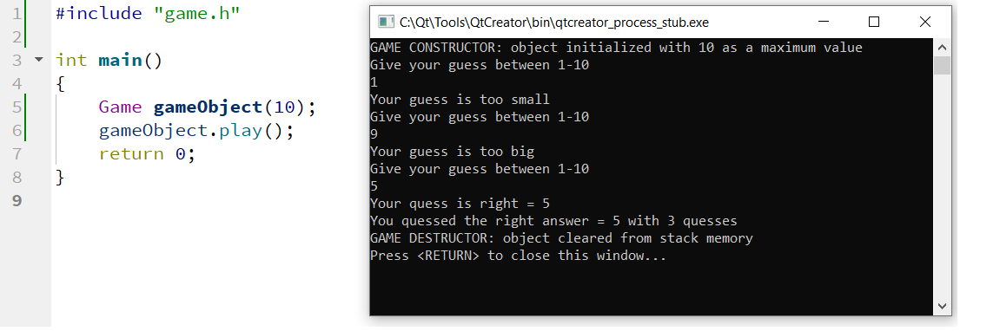 1 #include "game.h"
2
3 int main()
4 {
5 Game gameObject(10);
6 gameObject.play();
7 return 0;
8 }
9
C:\Qt\Tools\QtCreator\bin\qtcreator_process_stub.exe
GAME CONSTRUCTOR: object initialized with 10 as a maximum value
Give your guess between 1-10
1
Your guess is too small
Give your guess between 1-10
9
Your guess is too big
Give your guess between 1-10
5
Your quess is right = 5
You quessed the right answer = 5 with 3 quesses
GAME DESTRUCTOR: object cleared from stack memory
Press <RETURN> to close this window...